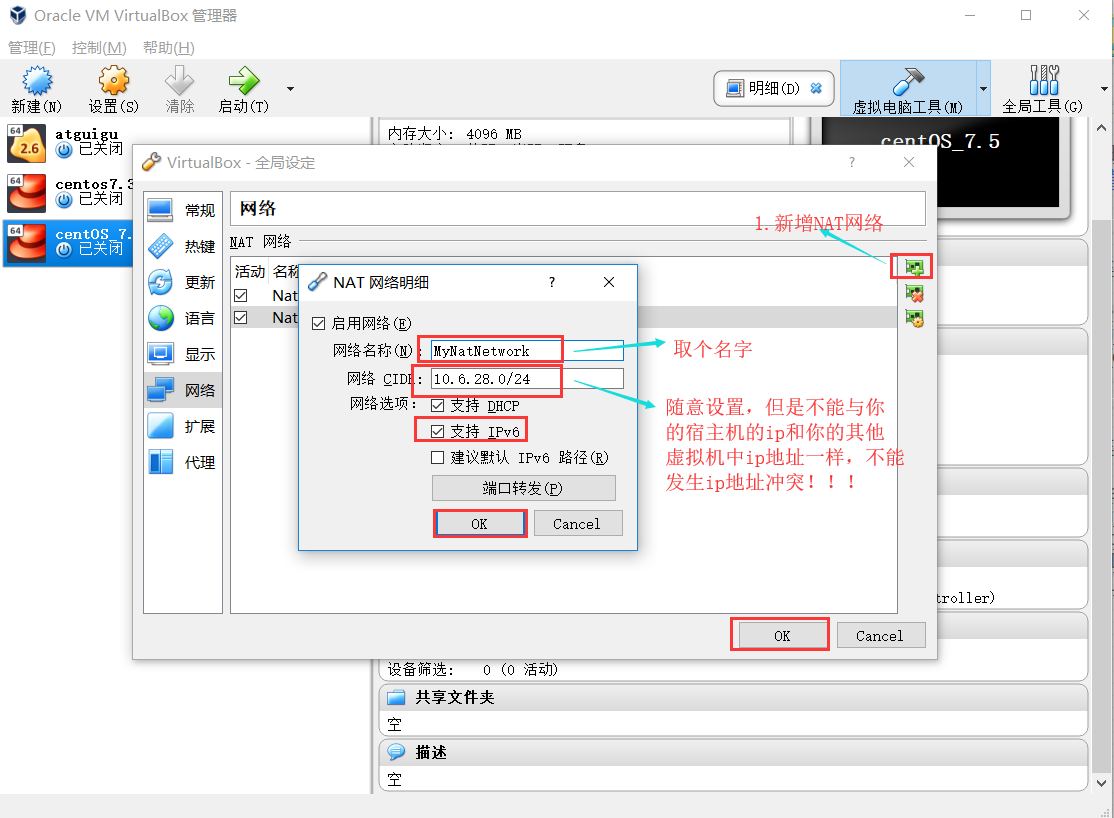 Oracle VM VirtualBox 管理器
管理(F) 控制(M) 帮助(H)
新建(N) 设置(S) 清除 启动(T) 明细(D) 虚拟电脑工具(M) 全局工具(G)
64 2.6 atguigu
已关闭
64 centos7.3
已关闭
64 centOS_7.
已关闭
内存大小: 4096 MB
centOS_7.5
VirtualBox - 全局设定 ?
常规
热键
更新
语言
显示
网络
扩展
代理
网络
1.新增NAT网络
NAT 网络
活动 名称
Nat
Nat
NAT 网络明细 ?
启用网络(E)
网络名称(N): MyNatNetwork
取个名字
网络 CIDR: 10.6.28.0/24
网络选项: 支持 DHCP
支持 IPv6
建议默认 IPv6 路径(R)
端口转发(P)
OK Cancel
随意设置，但是不能与你
的宿主机的ip和你的其他
虚拟机中ip地址一样，不能
发生ip地址冲突！！！
troller)
OK Cancel
设备筛选: 0 (0 活动)
共享文件夹
空
描述
空